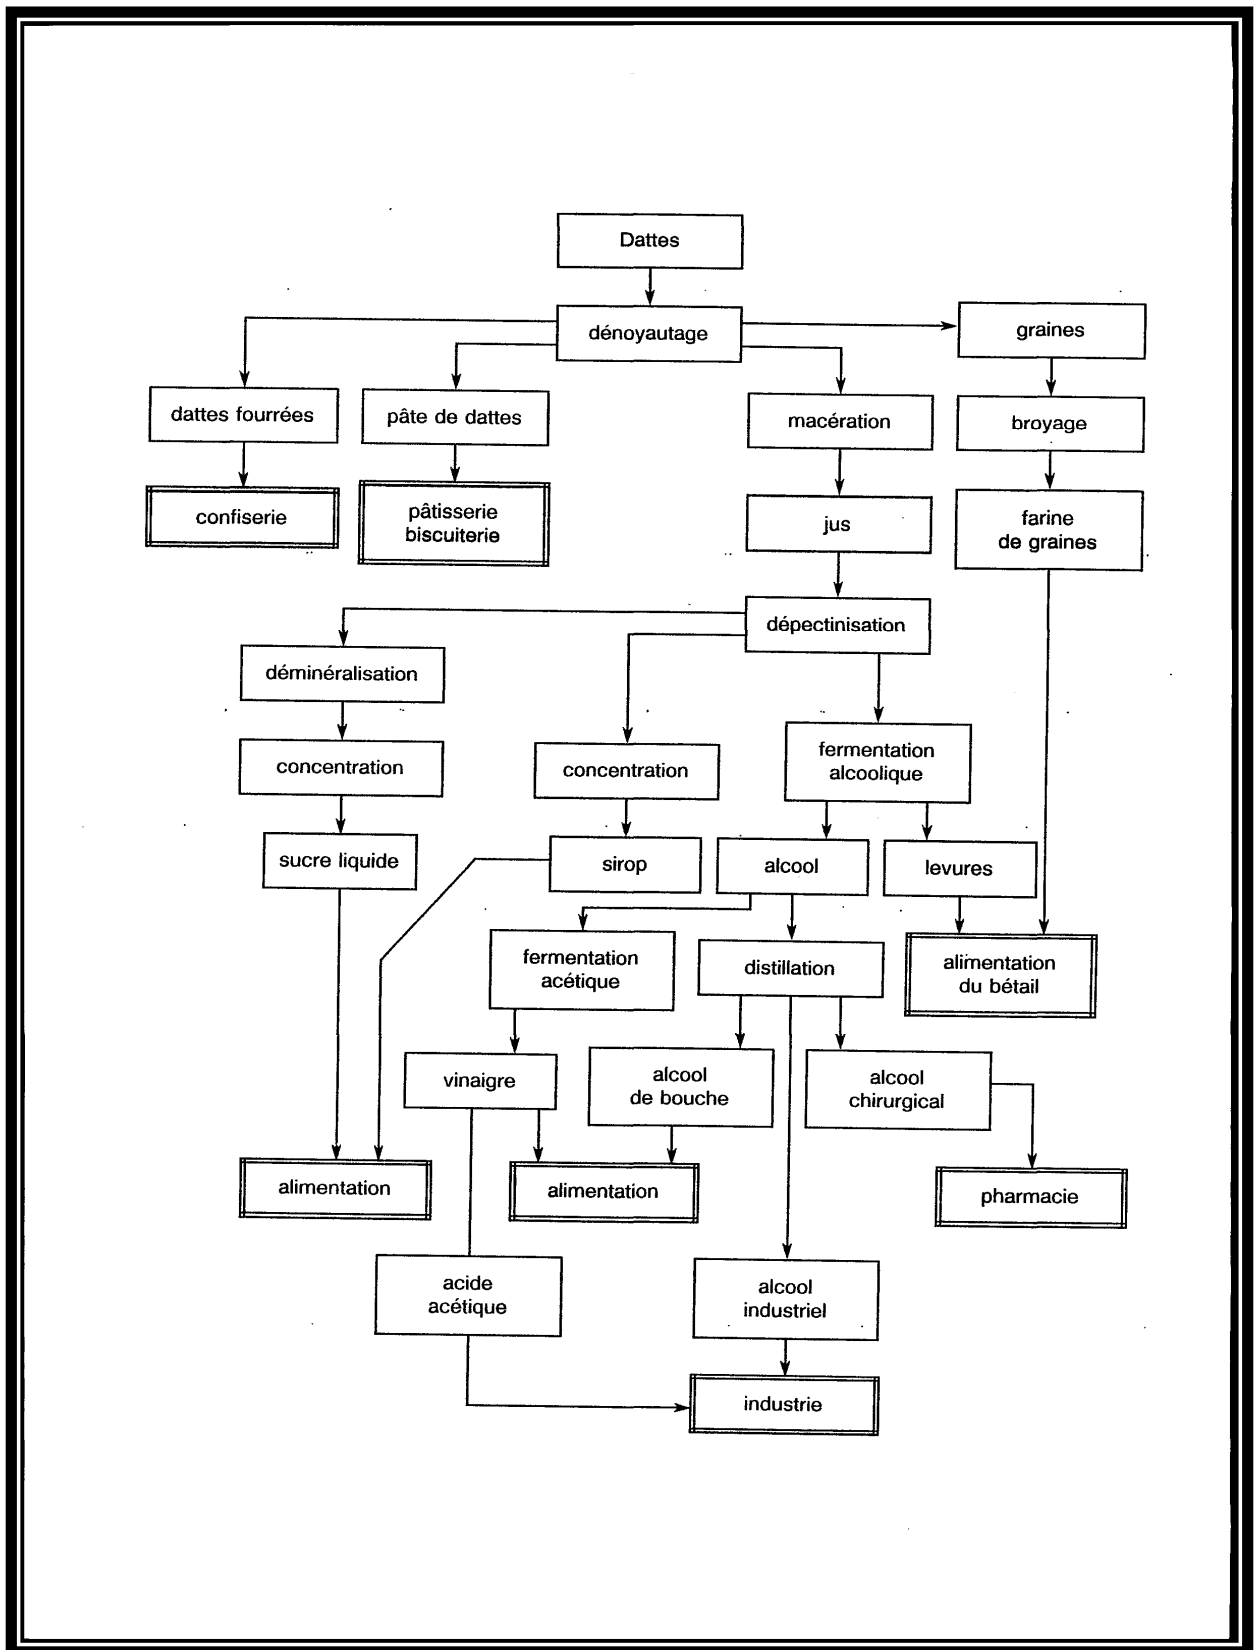 Dattes
dénoyautage
graines
dattes fourrées
pâte de dattes
macération
broyage
confiserie
pâtisserie
biscuiterie
jus
farine
de graines
dépectinisation
déminéralisation
concentration
concentration
fermentation
alcoolique
sucre liquide
sirop
alcool
levures
fermentation
acétique
distillation
alimentation
du bétail
vinaigre
alcool
de bouche
alcool
chirurgical
alimentation
alimentation
pharmacie
acide
acétique
alcool
industriel
industrie